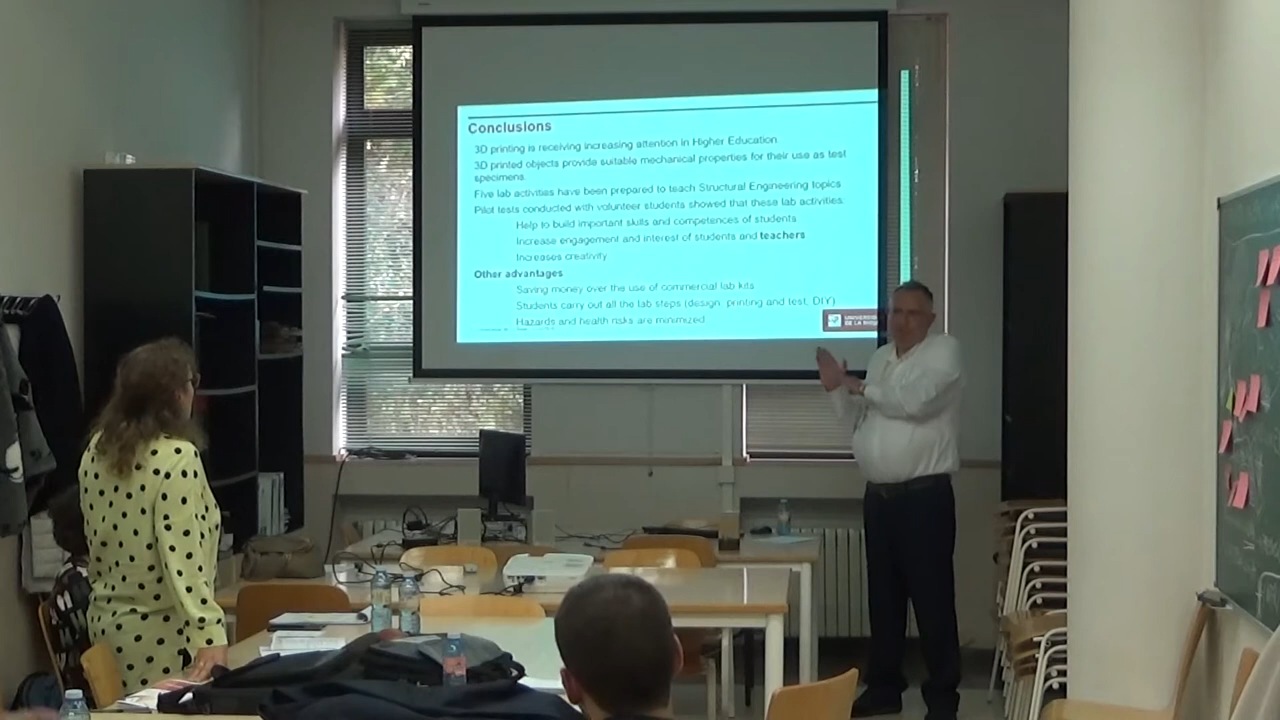 Conclusions
3D printing is receiving increasing attention in Higher Education.
3D printed objects provide suitable mechanical properties for their use as test
specimens.
Five lab activities have been prepared to teach Structural Engineering topics
Pilot tests conducted with volunteer students showed that these lab activities:
Help to build important skills and competences of students
Increase engagement and interest of students and teachers
Increases creativity
Other advantages
Saving money over the use of commercial lab kits
Students carry out all the lab steps (design, printing and test, DIY)
Hazards and health risks are minimized
DE LA